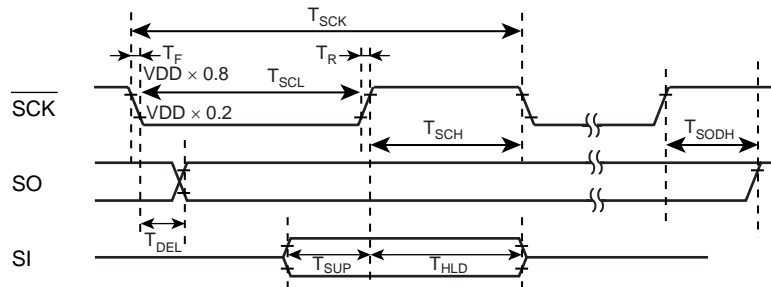 TSCK
TF
TR
VDD × 0.8
TSCL
SCK
VDD × 0.2
TSCH
TSODH
SO
TDEL
SI
TSUP
THLD